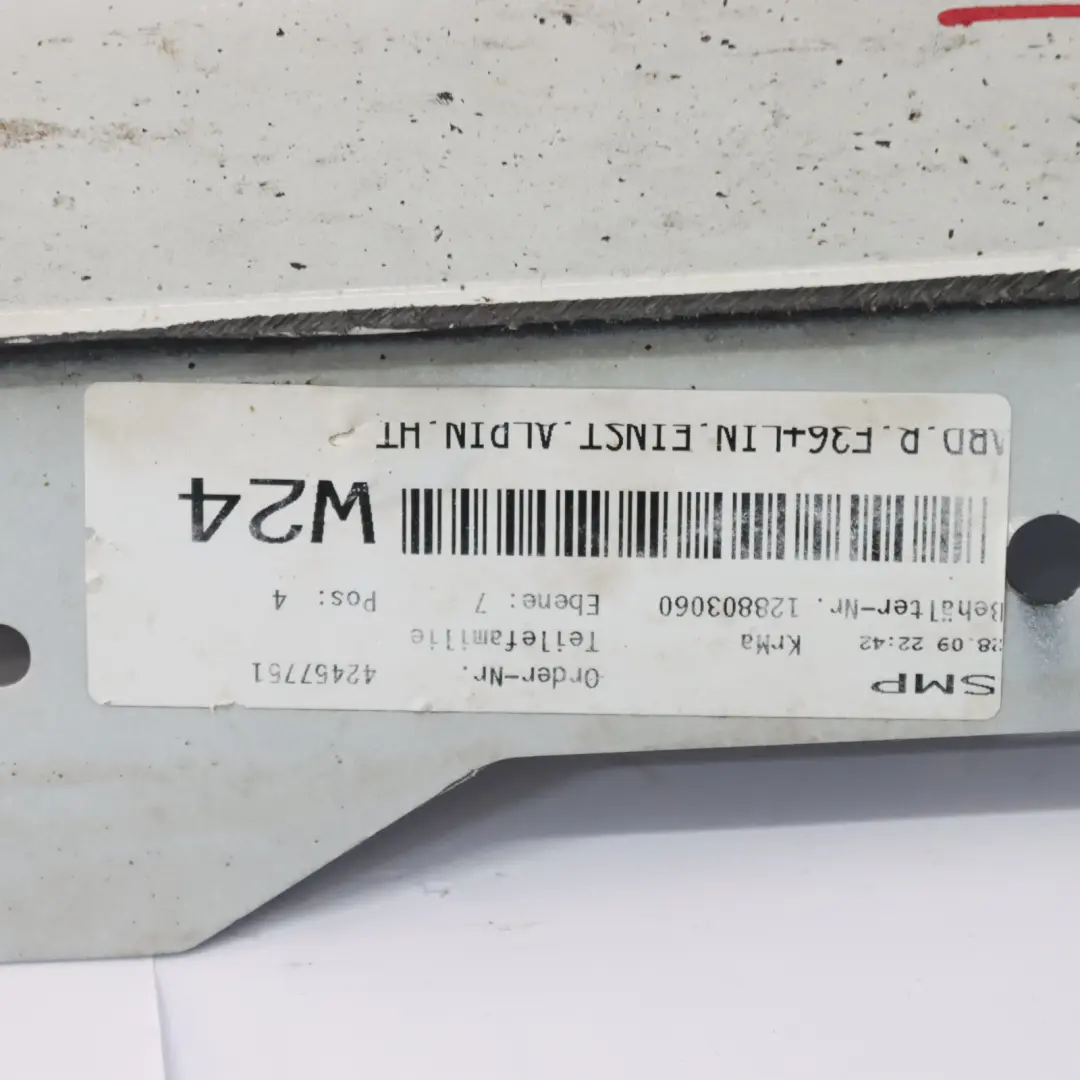 SMP Order-Nr. 42457751
28.09 22:42 KrMa Teilefamilie
Behälter-Nr. 128803060 Ebene: 7 Pos: 4
W24
ABD.R.F36+LIN.EINST.ALPIN.HT